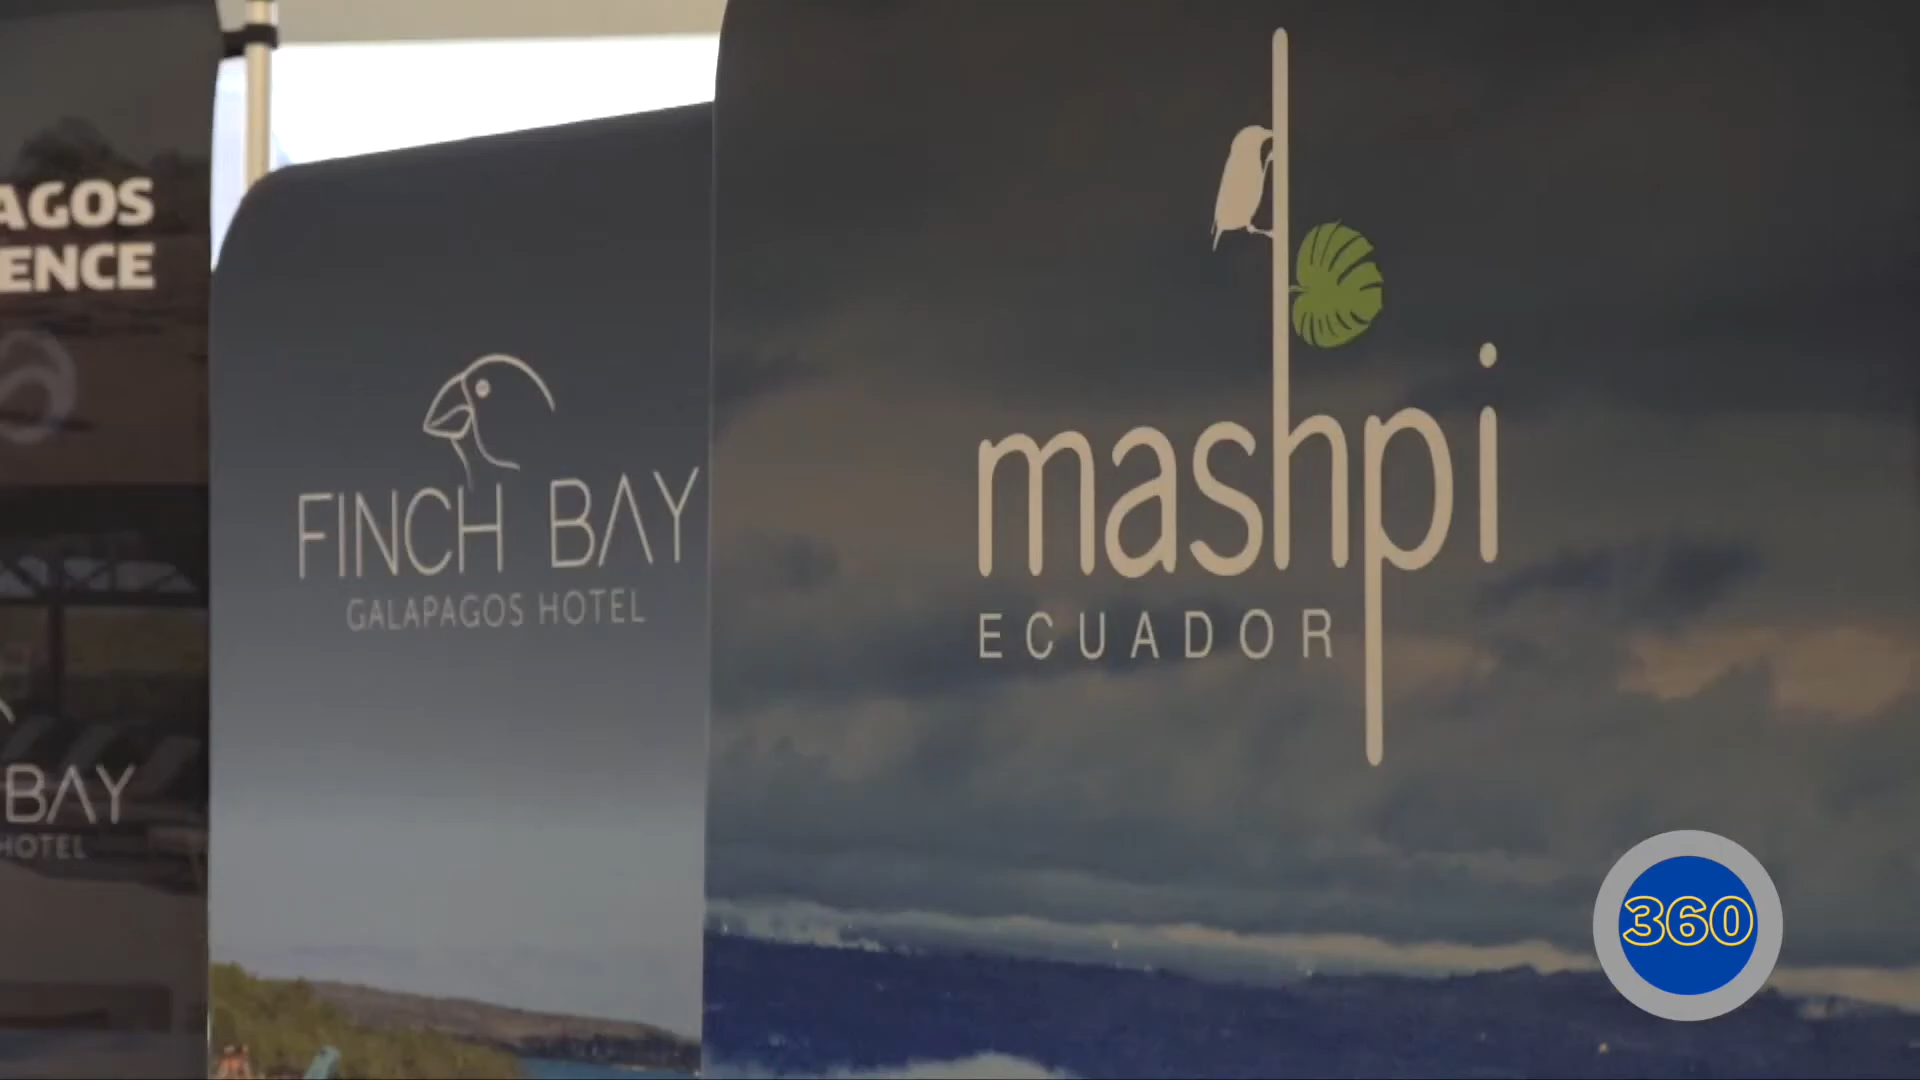 AGOS
ENCE
BAY
HOTEL
FINCH BAY
GALAPAGOS HOTEL
mashpi
ECUADOR
360